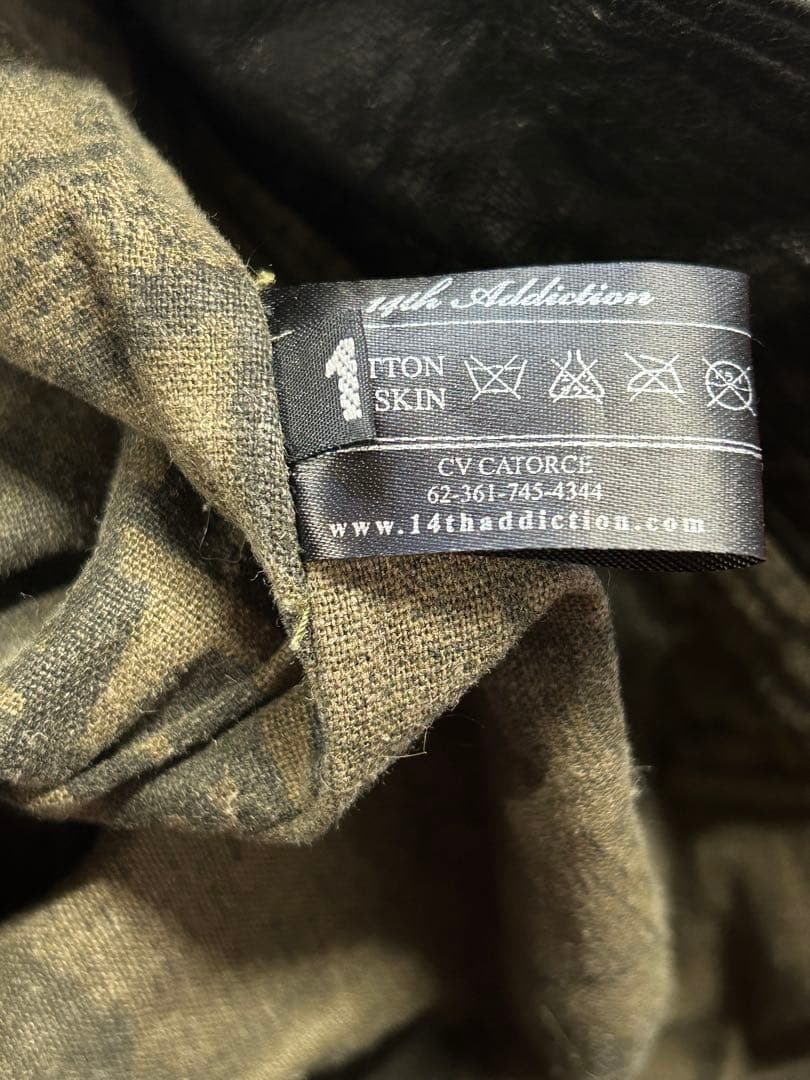 14th Addiction
1
TTON
SKIN
CV CATORCE
62-361-745-4344
www.14thaddiction.com